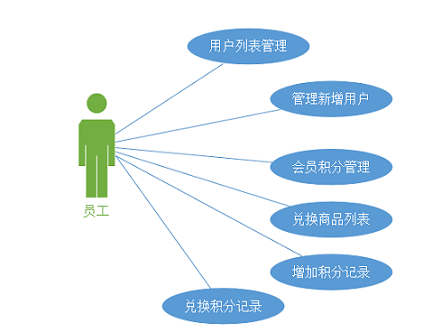 用户列表管理
管理新增用户
会员积分管理
员工
兑换商品列表
增加积分记录
兑换积分记录